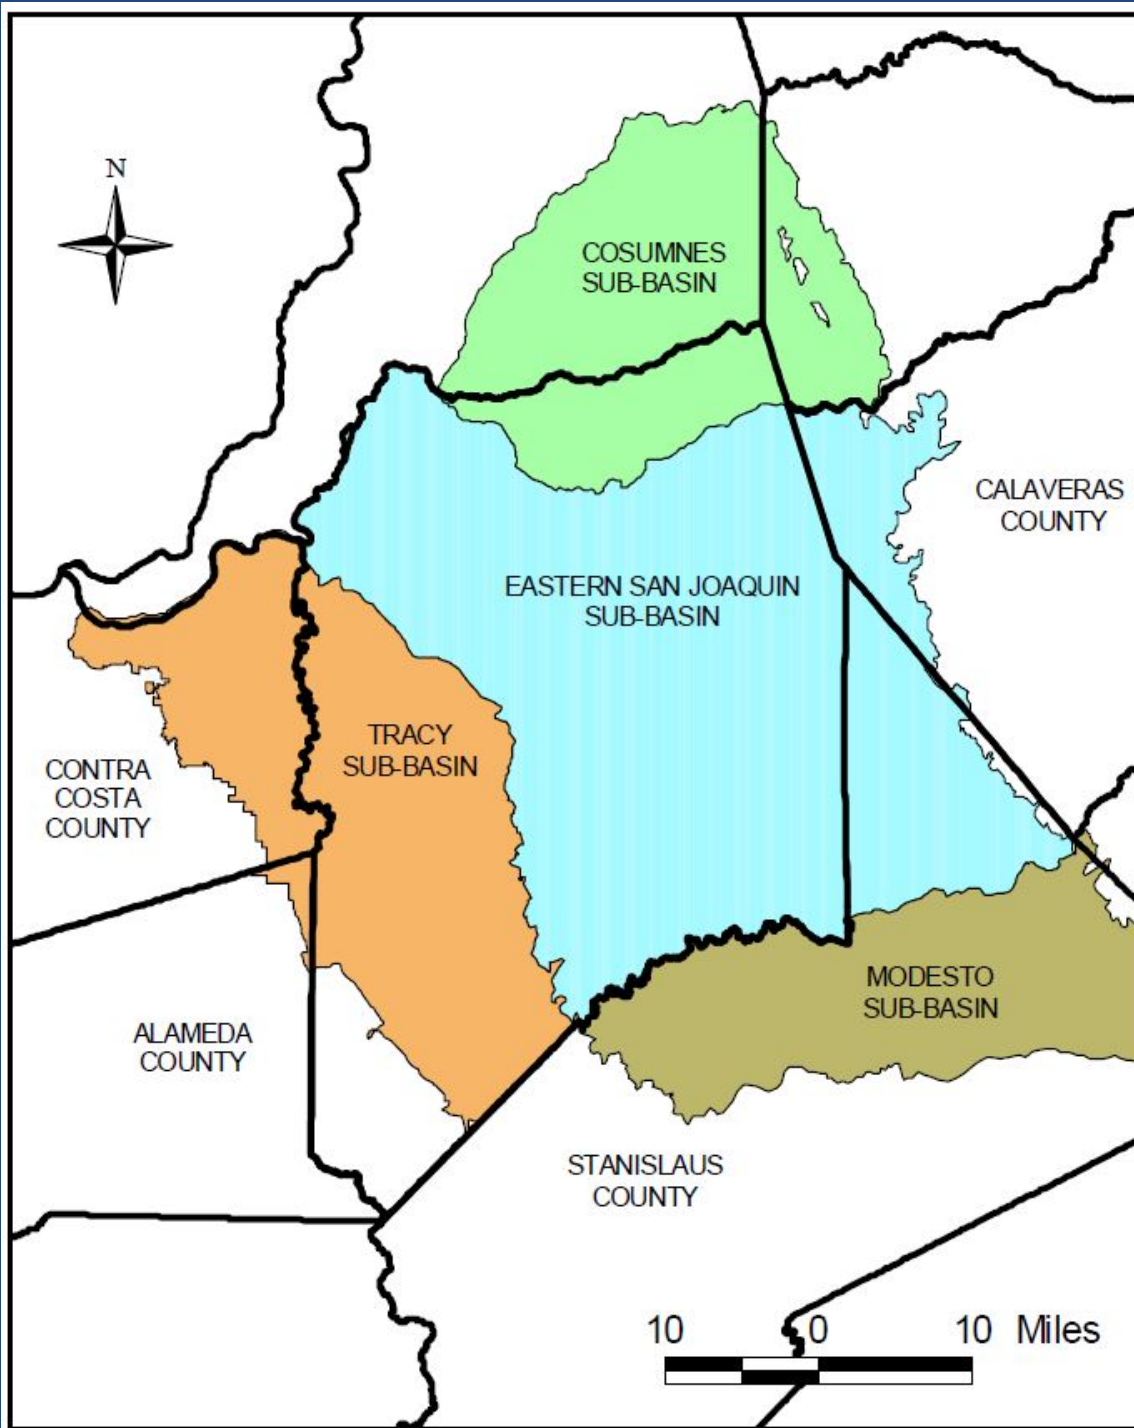 N
COSUMNES
SUB-BASIN
CALAVERAS
COUNTY
EASTERN SAN JOAQUIN
SUB-BASIN
TRACY
SUB-BASIN
CONTRA
COSTA
COUNTY
MODESTO
SUB-BASIN
ALAMEDA
COUNTY
STANISLAUS
COUNTY
10 0 10 Miles